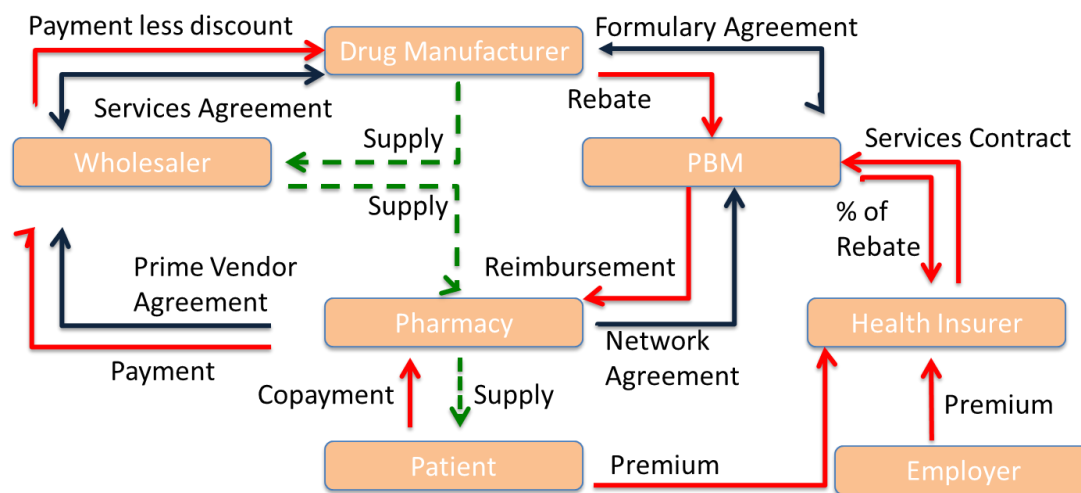 Payment less discount
Drug Manufacturer
Formulary Agreement
Services Agreement
Rebate
Supply
Services Contract
Wholesaler
PBM
Supply
% of
Rebate
Prime Vendor
Agreement
Reimbursement
Pharmacy
Health Insurer
Network
Agreement
Payment
Copayment
Supply
Premium
Patient
Premium
Employer